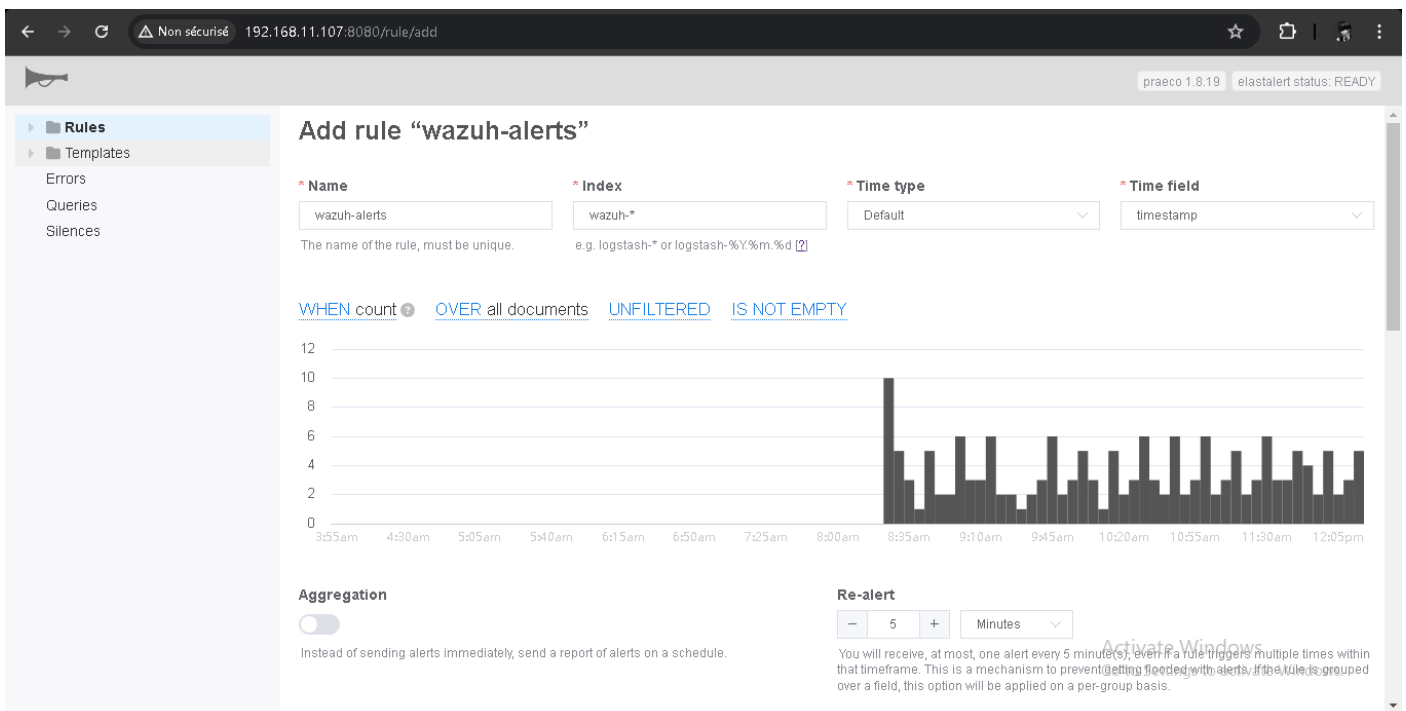 Non sécurisé 192.168.11.107:8080/rule/add
praeco 1.8.19 elastalert status: READY
Rules
Templates
Errors
Queries
Silences
Add rule “wazuh-alerts”
* Name * Index * Time type * Time field
wazuh-alerts wazuh-* Default timestamp
The name of the rule, must be unique. e.g. logstash-* or logstash-%Y.%m.%d [?]
WHEN count ? OVER all documents UNFILTERED IS NOT EMPTY
12
10
8
6
4
2
0
3:55am 4:30am 5:05am 5:40am 6:15am 6:50am 7:25am 8:00am 8:35am 9:10am 9:45am 10:20am 10:55am 11:30am 12:05pm
Aggregation
Instead of sending alerts immediately, send a report of alerts on a schedule.
Re-alert
− 5 + Minutes
You will receive, at most, one alert every 5 minute(s), even if a rule triggers multiple times within
that timeframe. This is a mechanism to prevent getting flooded with alerts. If the rule is grouped
over a field, this option will be applied on a per-group basis.
Activate Windows
Go to Settings to activate Windows.